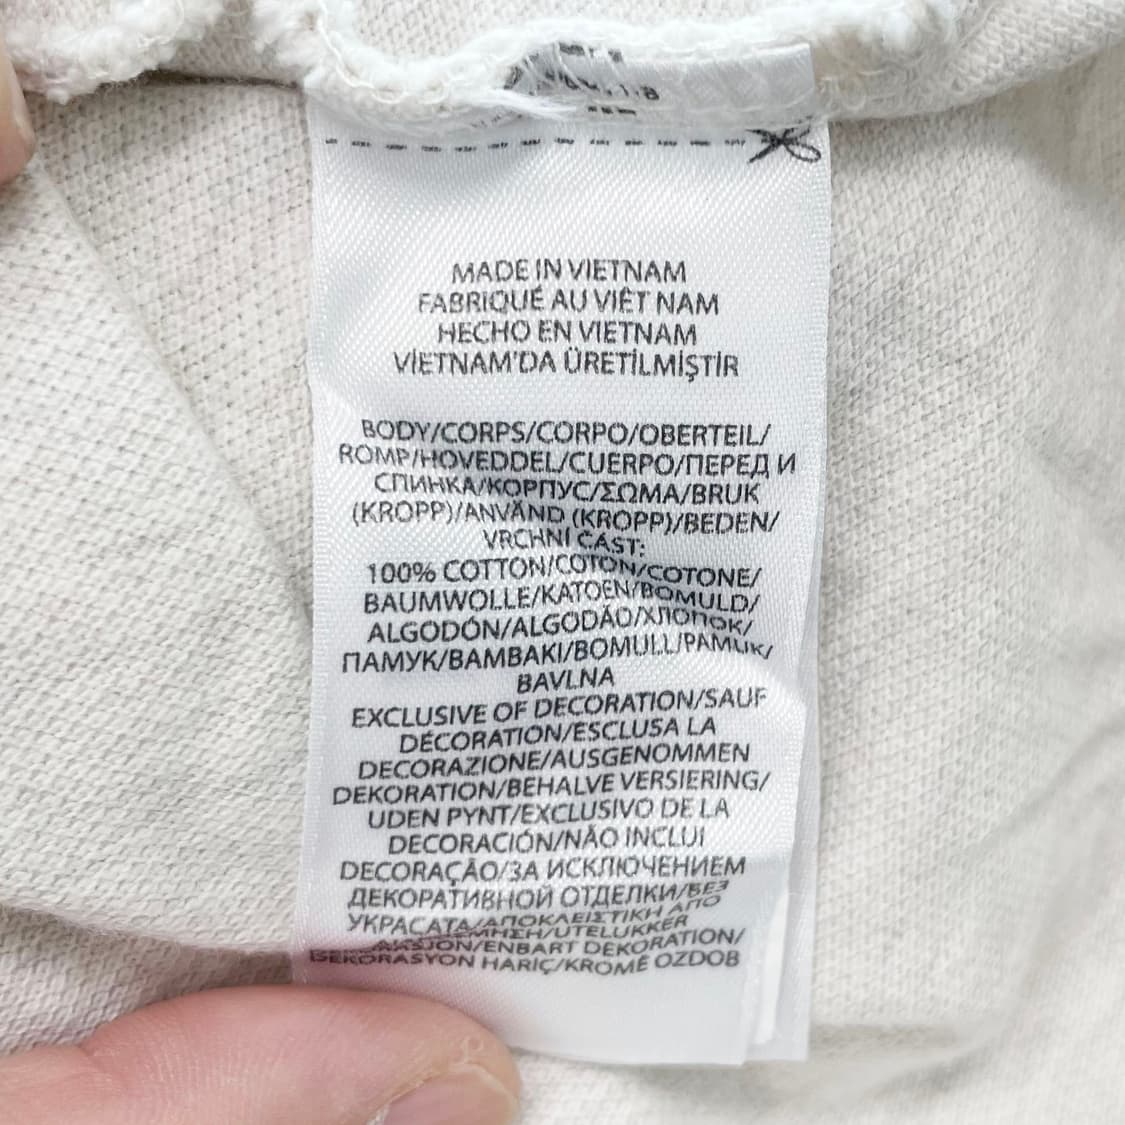 MADE IN VIETNAM
FABRIQUÉ AU VIÊT NAM
HECHO EN VIETNAM
VİETNAM'DA ÜRETİLMİŞTİR
BODY/CORPS/CORPO/OBERTEIL/
ROMP/HOVEDDEL/CUERPO/ПЕРЕД И
СПИНКА/КОРПУС/ΣΩΜΑ/BRUK
(KROPP)/ANVÄND (KROPP)/BEDEN/
VRCHNÍ ČÁST:
100% COTTON/COTON/COTONE/
BAUMWOLLE/KATOEN/BOMULD/
ALGODÓN/ALGODÃO/ХЛОПОК/
ПАМУК/ΒΑΜΒΑΚΙ/BOMULL/PAMUK/
BAVLNA
EXCLUSIVE OF DECORATION/SAUF
DÉCORATION/ESCLUSA LA
DECORAZIONE/AUSGENOMMEN
DEKORATION/BEHALVE VERSIERING/
UDEN PYNT/EXCLUSIVO DE LA
DECORACIÓN/NÃO INCLUI
DECORAÇÃO/ЗА ИСКЛЮЧЕНИЕМ
ДЕКОРАТИВНОЙ ОТДЕЛКИ/БЕЗ
УКРАСАТА/ΑΠΟΚΛΕΙΣΤΙΚΗ ΑΠΟ
UTELUKKER
ENBART DEKORATION/
DEKORASYON HARİÇ/KROMĚ OZDOB